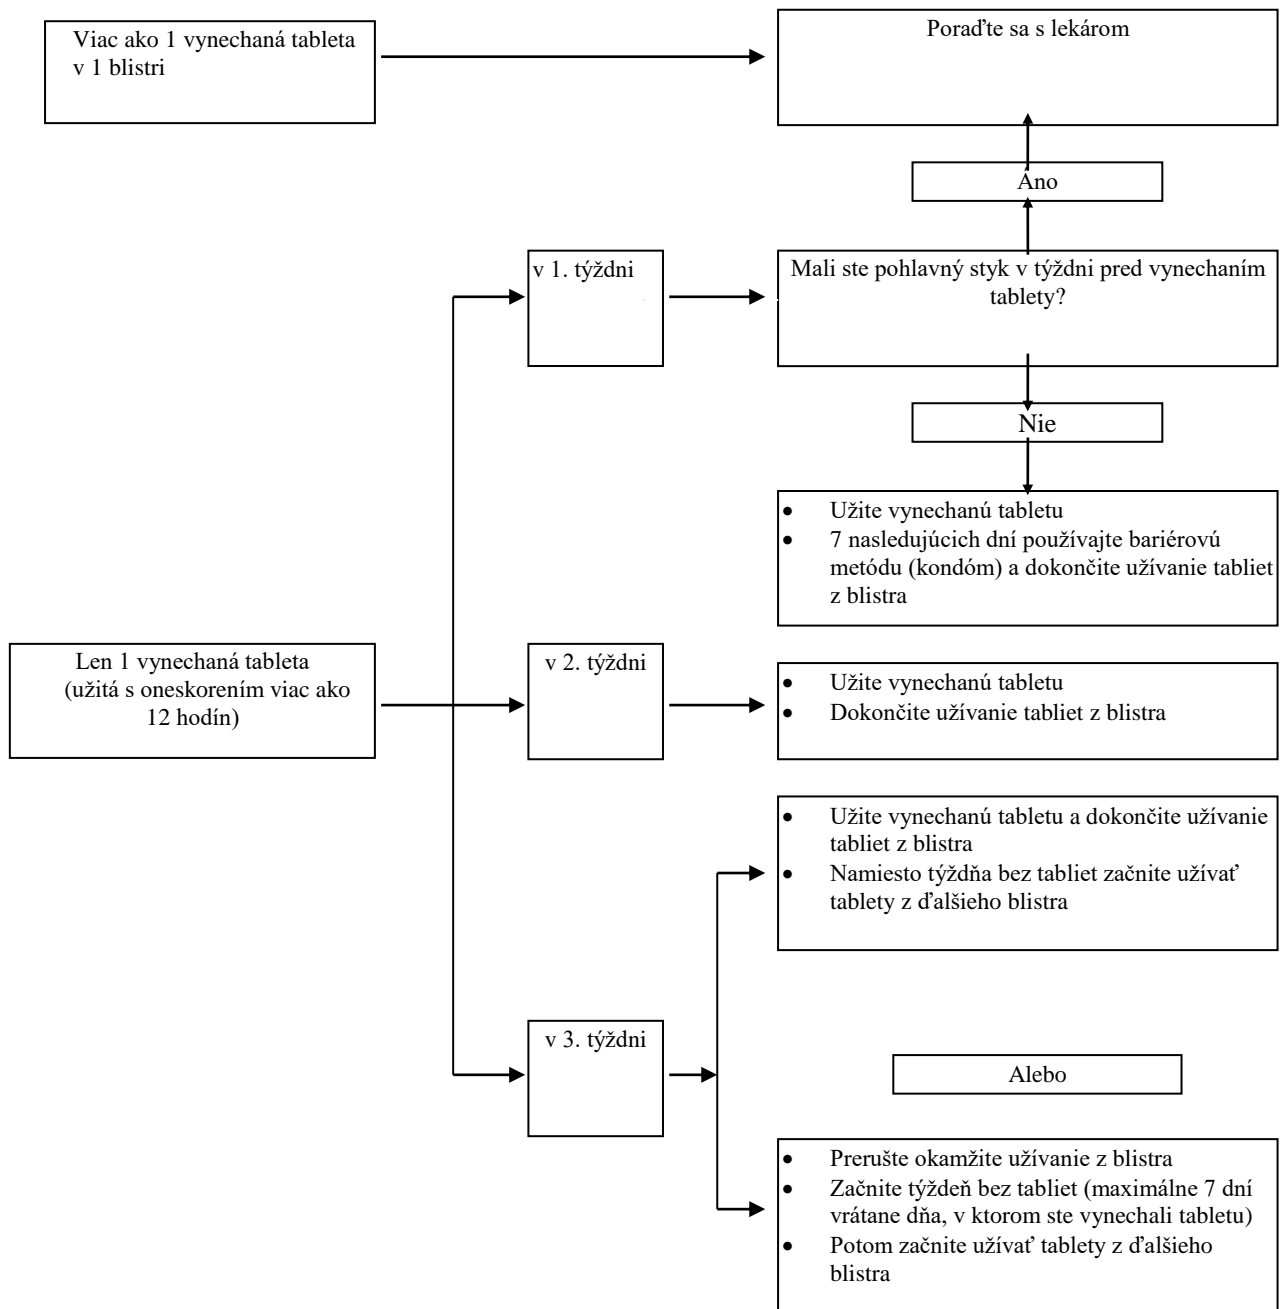 Viac ako 1 vynechaná tableta
v 1 blistri
Poraďte sa s lekárom
Áno
v 1. týždni
Mali ste pohlavný styk v týždni pred vynechaním
tablety?
Nie
• Užite vynechanú tabletu
• 7 nasledujúcich dní používajte bariérovú
metódu (kondóm) a dokončite užívanie tabliet
z blistra
Len 1 vynechaná tableta
(užitá s oneskorením viac ako
12 hodín)
v 2. týždni
• Užite vynechanú tabletu
• Dokončite užívanie tabliet z blistra
• Užite vynechanú tabletu a dokončite užívanie
tabliet z blistra
• Namiesto týždňa bez tabliet začnite užívať
tablety z ďalšieho blistra
v 3. týždni
Alebo
• Prerušte okamžite užívanie z blistra
• Začnite týždeň bez tabliet (maximálne 7 dní
vrátane dňa, v ktorom ste vynechali tabletu)
• Potom začnite užívať tablety z ďalšieho
blistra